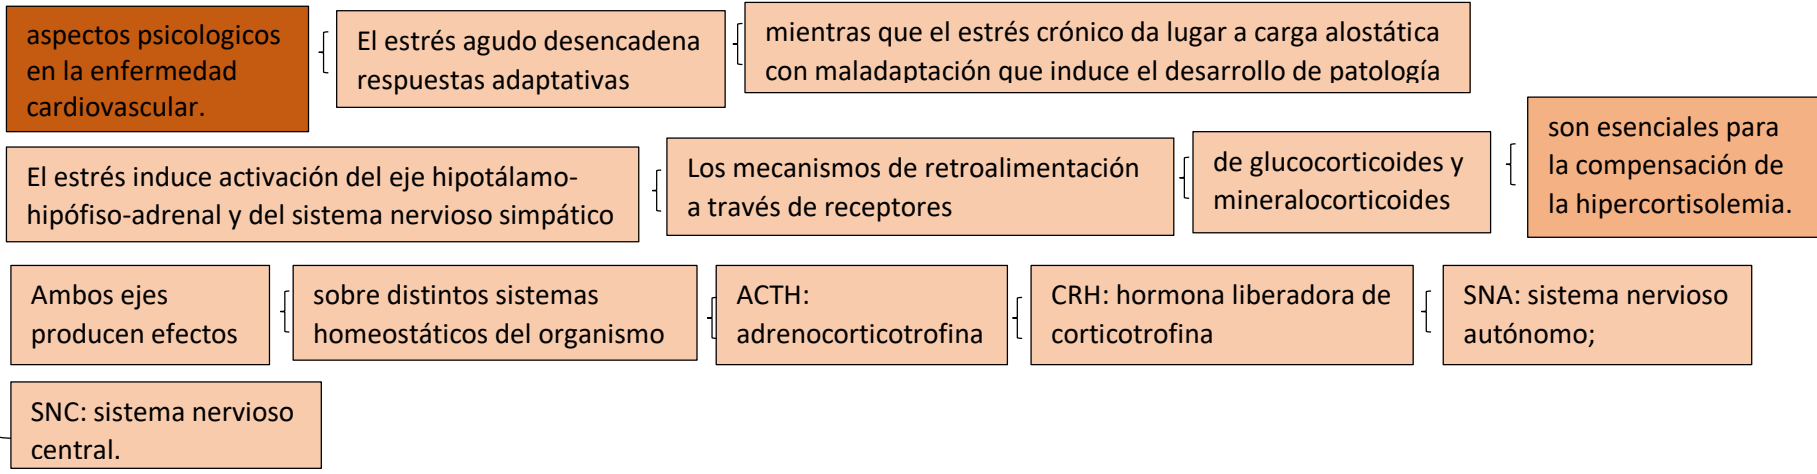 aspectos psicologicos
en la enfermedad
cardiovascular.
El estrés agudo desencadena
respuestas adaptativas
mientras que el estrés crónico da lugar a carga alostática
con maladaptación que induce el desarrollo de patología
El estrés induce activación del eje hipotálamo-
hipófiso-adrenal y del sistema nervioso simpático
Los mecanismos de retroalimentación
a través de receptores
de glucocorticoides y
mineralocorticoides
son esenciales para
la compensación de
la hipercortisolemia.
Ambos ejes
producen efectos
sobre distintos sistemas
homeostáticos del organismo
ACTH:
adrenocorticotrofina
CRH: hormona liberadora de
corticotrofina
SNA: sistema nervioso
autónomo;
SNC: sistema nervioso
central.